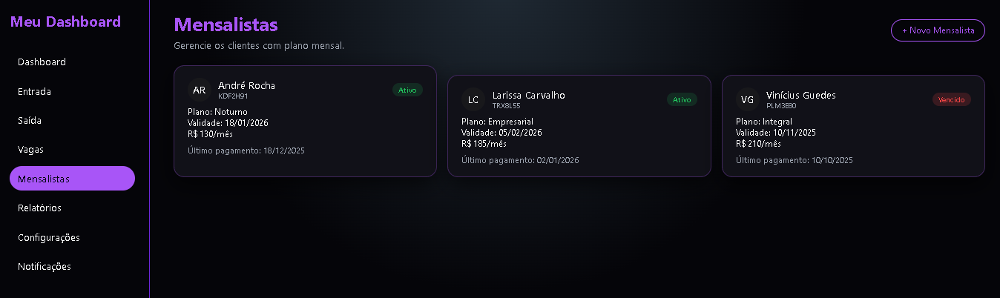 Meu Dashboard
Dashboard
Entrada
Saída
Vagas
Mensalistas
Relatórios
Configurações
Notificações
Mensalistas
Gerencie os clientes com plano mensal.
+ Novo Mensalista
AR
André Rocha
KDF2H91
Ativo
Plano: Noturno
Validade: 18/01/2026
R$ 130/mês
Último pagamento: 18/12/2025
LC
Larissa Carvalho
TRX8L55
Ativo
Plano: Empresarial
Validade: 05/02/2026
R$ 185/mês
Último pagamento: 02/01/2026
VG
Vinícius Guedes
PLM3B80
Vencido
Plano: Integral
Validade: 10/11/2025
R$ 210/mês
Último pagamento: 10/10/2025